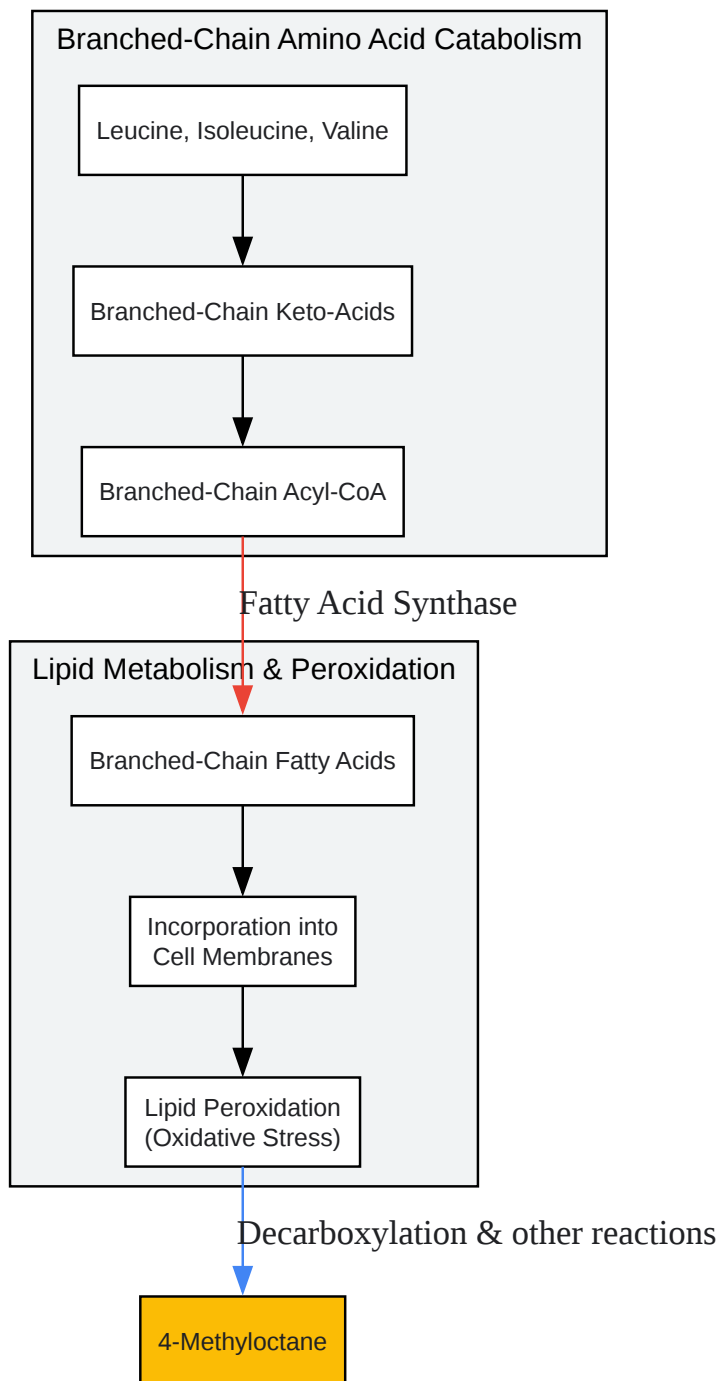 Branched-Chain Amino Acid Catabolism
Leucine, Isoleucine, Valine
Branched-Chain Keto-Acids
Branched-Chain Acyl-CoA
Fatty Acid Synthase
Lipid Metabolism & Peroxidation
Branched-Chain Fatty Acids
Incorporation into
Cell Membranes
Lipid Peroxidation
(Oxidative Stress)
Decarboxylation & other reactions
4-Methyloctane